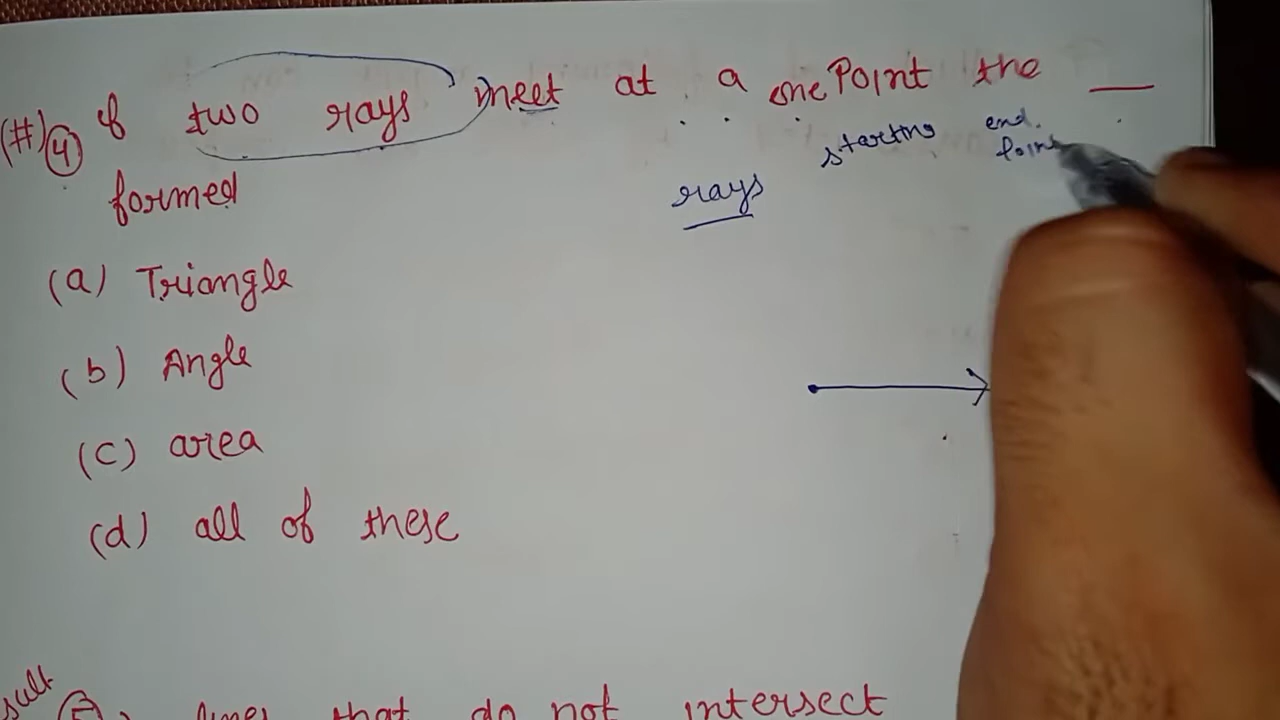 (#) 4 if two rays meet at a one Point the __
starting end.
Point
formed
rays
(a) Triangle
(b) Angle
(c) area
(d) all of these
lines that do not intersect